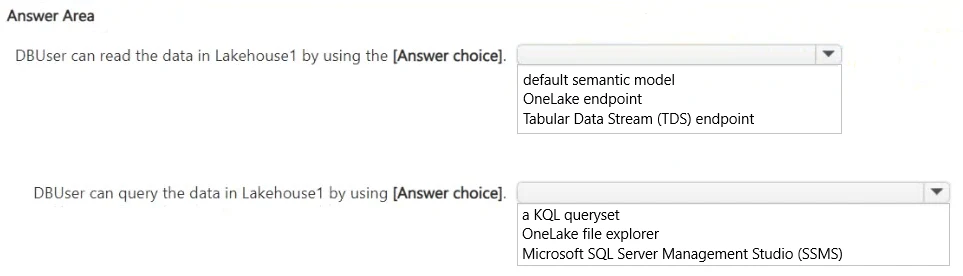 Answer Area
DBUser can read the data in Lakehouse1 by using the [Answer choice].
default semantic model
OneLake endpoint
Tabular Data Stream (TDS) endpoint
DBUser can query the data in Lakehouse1 by using [Answer choice].
a KQL queryset
OneLake file explorer
Microsoft SQL Server Management Studio (SSMS)